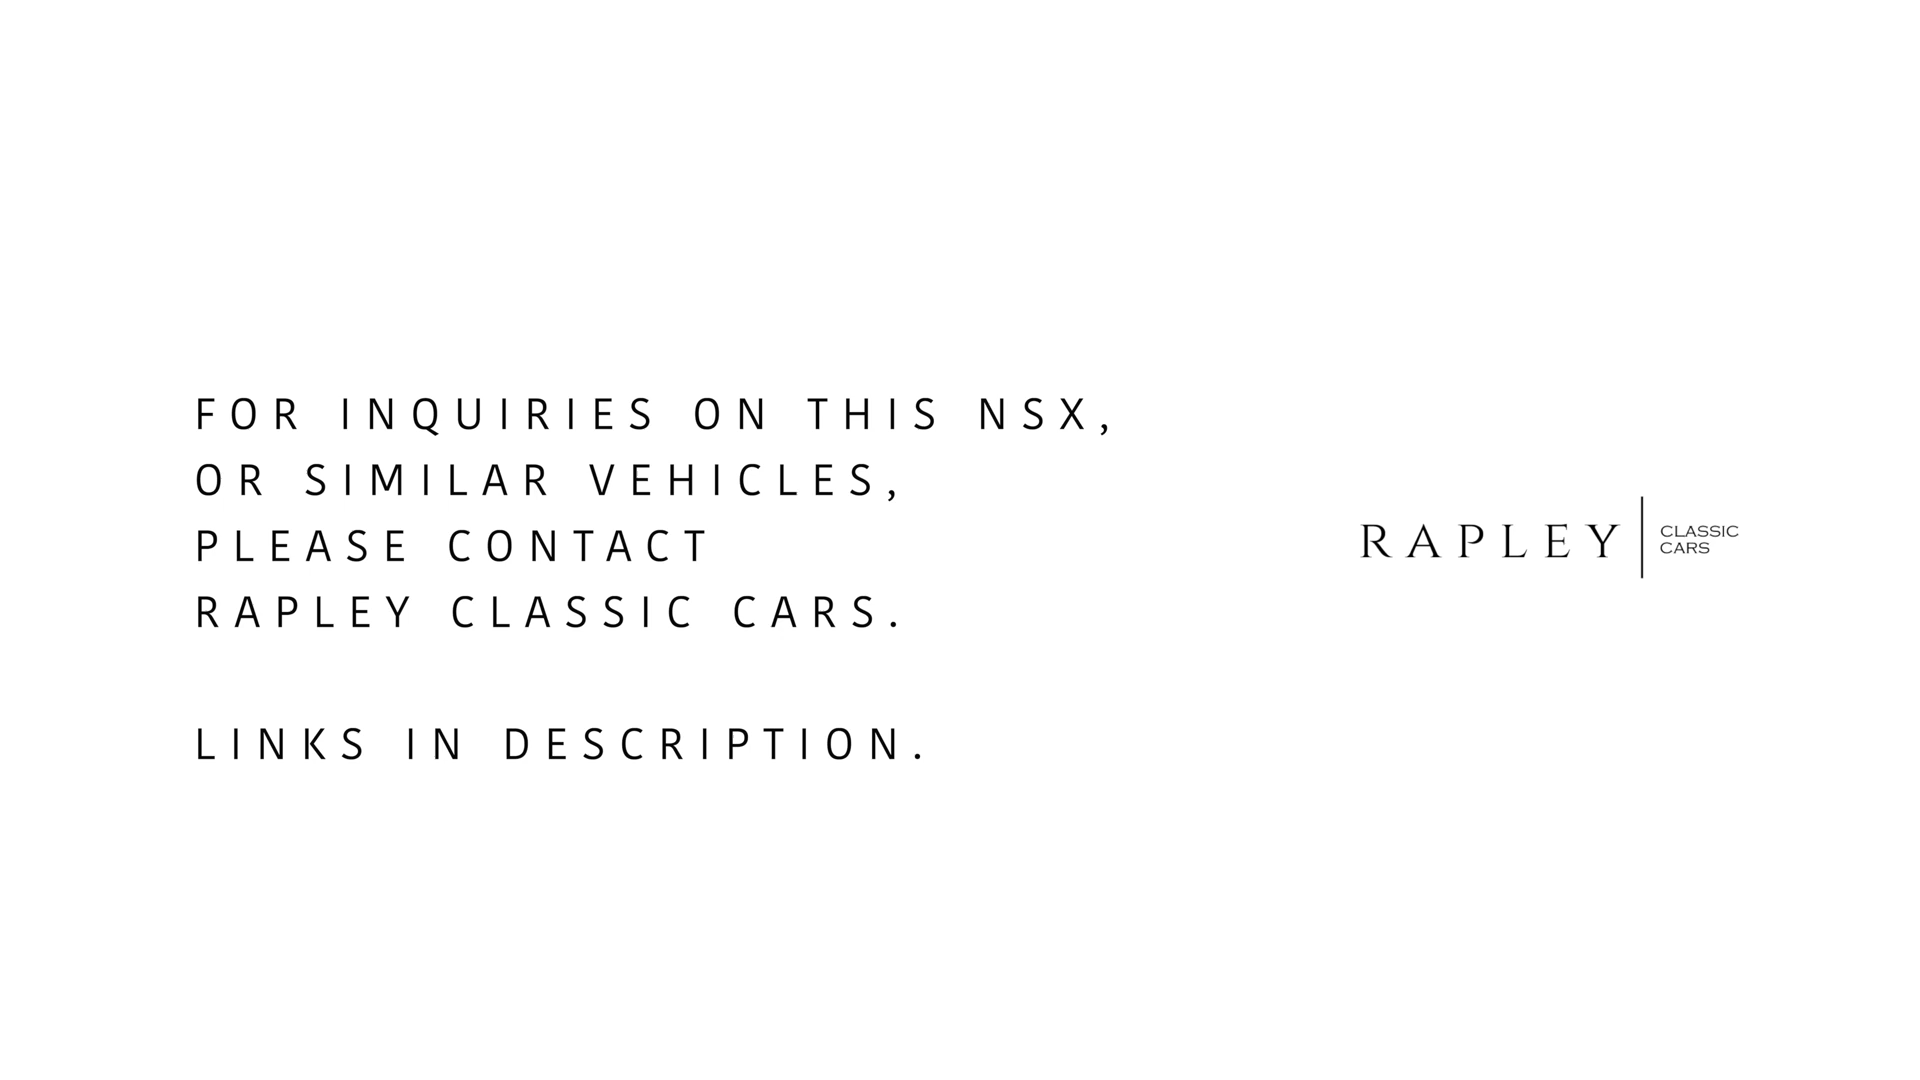 FOR INQUIRIES ON THIS NSX,
OR SIMILAR VEHICLES,
PLEASE CONTACT
RAPLEY CLASSIC CARS.
LINKS IN DESCRIPTION.
RAPLEY
CLASSIC
CARS